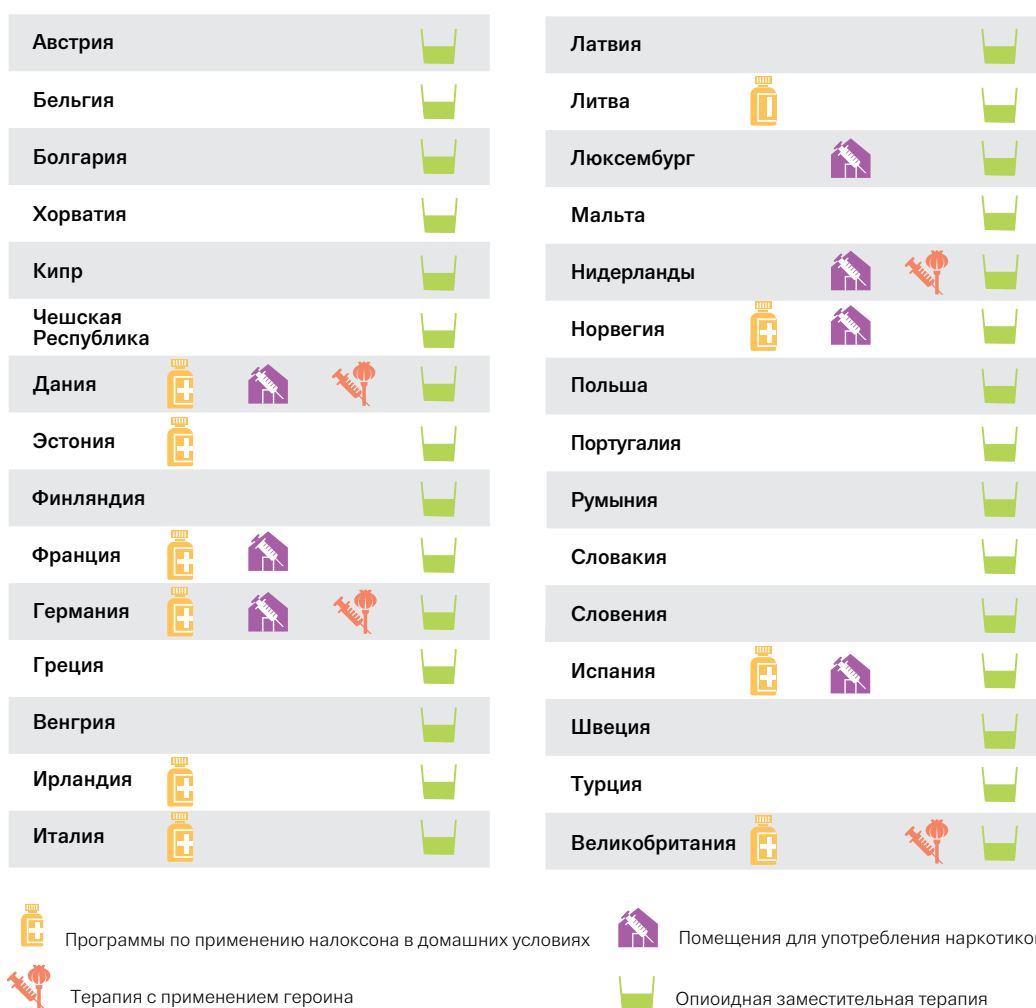 Австрия
Бельгия
Болгария
Хорватия
Кипр
Чешская
Республика
Дания
Эстония
Финляндия
Франция
Германия
Греция
Венгрия
Ирландия
Италия
Латвия
Литва
Люксембург
Мальта
Нидерланды
Норвегия
Польша
Португалия
Румыния
Словакия
Словения
Испания
Швеция
Турция
Великобритания
Программы по применению налоксона в домашних условиях
Помещения для употребления наркотиков
Терапия с применением героина
Опиоидная заместительная терапия